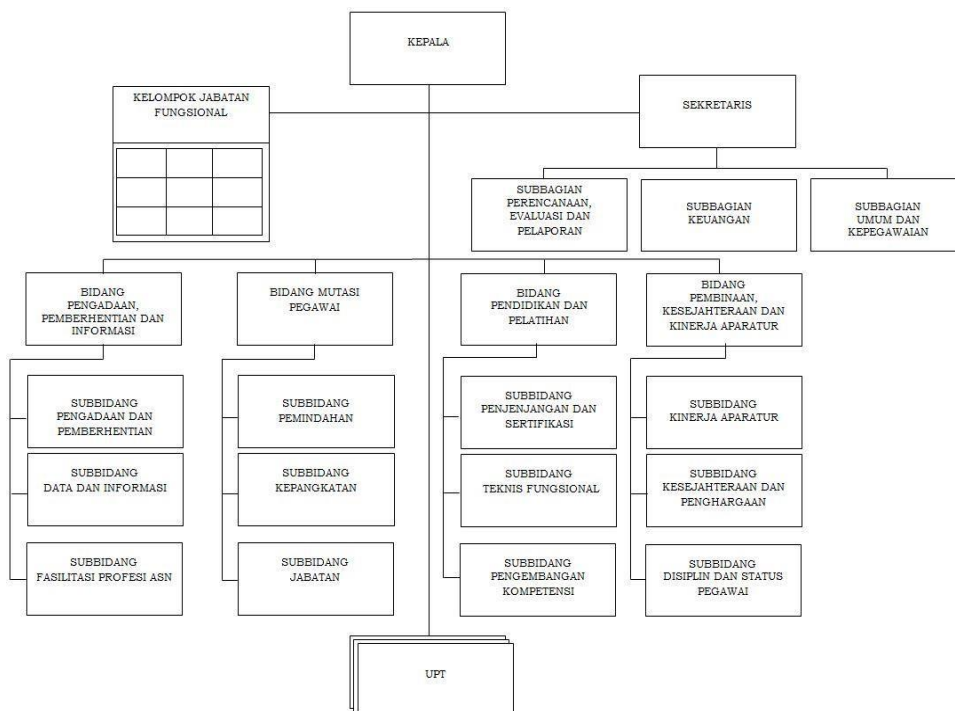 KEPALA
KELOMPOK JABATAN
FUNGSIONAL
SEKRETARIS
SUBBAGIAN
PERENCANAAN,
EVALUASI DAN
PELAPORAN
SUBBAGIAN
KEUANGAN
SUBBAGIAN
UMUM DAN
KEPEGAWAIAN
BIDANG
PENGADAAN,
PEMBERHENTIAN DAN
INFORMASI
BIDANG MUTASI
PEGAWAI
BIDANG
PENDIDIKAN DAN
PELATIHAN
BIDANG
PEMBINAAN,
KESEJAHTERAAN DAN
KINERJA APARATUR
SUBBIDANG
PENGADAAN DAN
PEMBERHENTIAN
SUBBIDANG
PEMINDAHAN
SUBBIDANG
PENJENJANGAN DAN
SERTIFIKASI
SUBBIDANG
KINERJA APARATUR
SUBBIDANG
DATA DAN INFORMASI
SUBBIDANG
KEPANGKATAN
SUBBIDANG
TEKNIS FUNGSIONAL
SUBBIDANG
KESEJAHTERAAN DAN
PENGHARGAAN
SUBBIDANG
FASILITASI PROFESI ASN
SUBBIDANG
JABATAN
SUBBIDANG
PENGEMBANGAN
KOMPETENSI
SUBBIDANG
DISIPLIN DAN STATUS
PEGAWAI
UPT